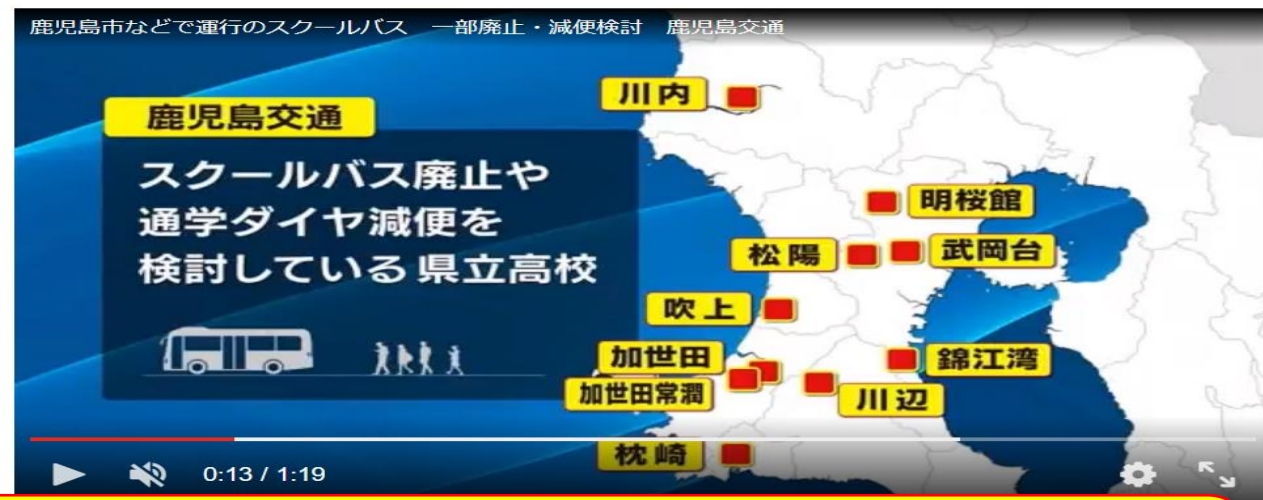 鹿児島市などで運行のスクールバス　一部廃止・減便検討　鹿児島交通
鹿児島交通
スクールバス廃止や
通学ダイヤ減便を
検討している県立高校
川内
明桜館
松陽
武岡台
吹上
加世田
錦江湾
加世田常潤
川辺
枕崎
0:13 / 1:19